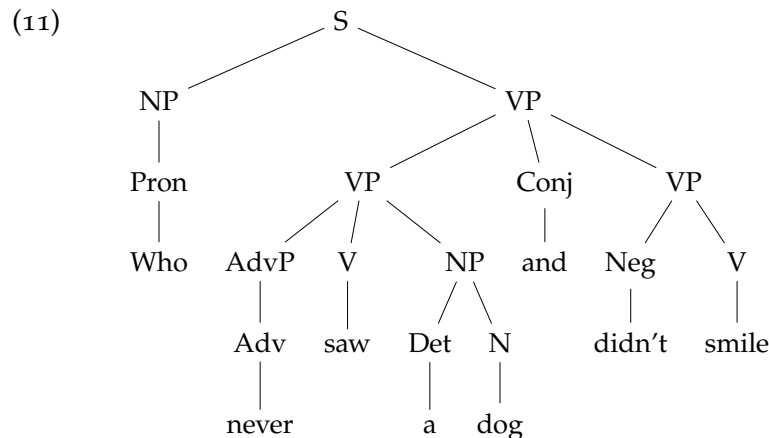 (11) S
NP VP
Pron VP Conj VP
Who AdvP V NP and Neg V
Adv saw Det N didn't smile
never a dog